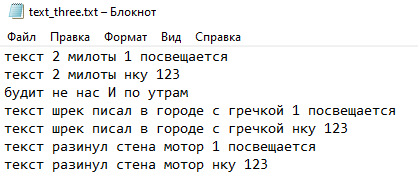 text_three.txt – Блокнот
Файл Правка Формат Вид Справка
текст 2 милоты 1 посвещается
текст 2 милоты нку 123
будит не нас И по утрам
текст шрек писал в городе с гречкой 1 посвещается
текст шрек писал в городе с гречкой нку 123
текст разинул стена мотор 1 посвещается
текст разинул стена мотор нку 123